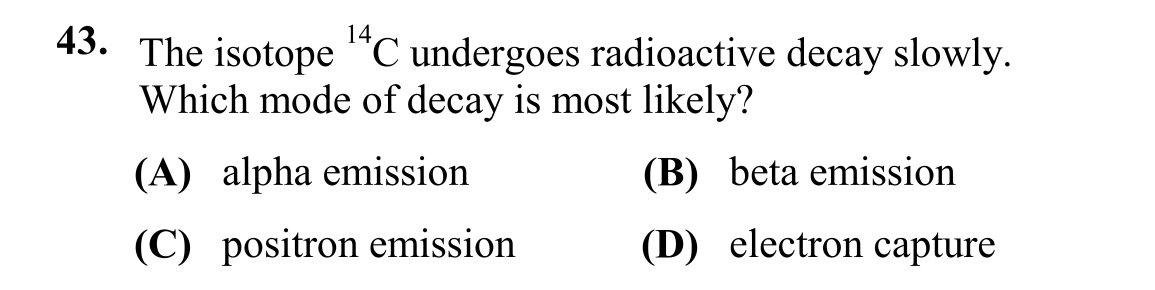 43. The isotope ¹⁴C undergoes radioactive decay slowly.
Which mode of decay is most likely?
(A) alpha emission (B) beta emission
(C) positron emission (D) electron capture